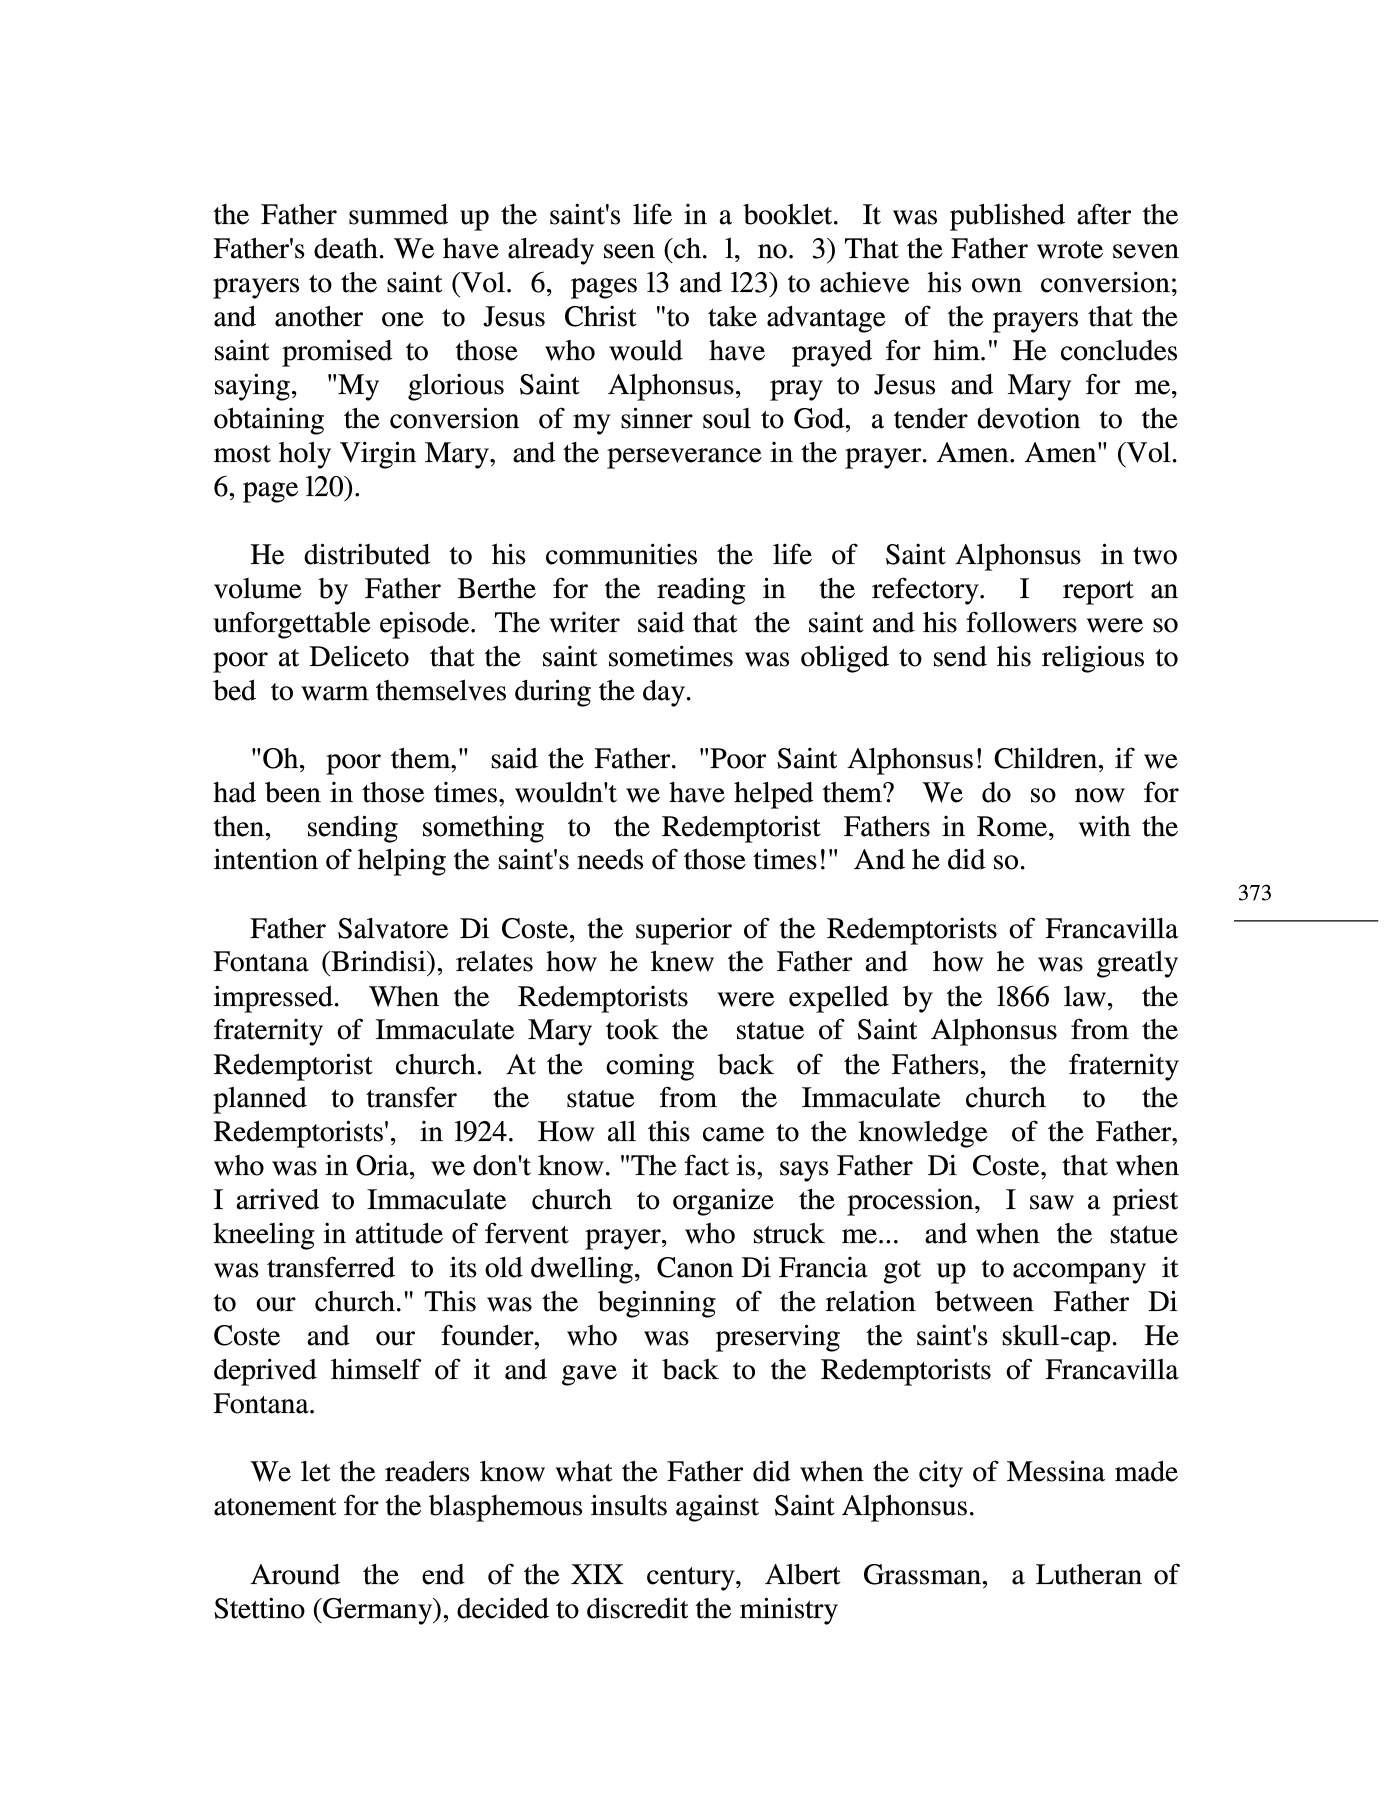 the Father summed up the saint's life in a booklet. It was published after the
Father's death. We have already seen (ch. l, no. 3) That the Father wrote seven
prayers to the saint (Vol. 6, pages l3 and l23) to achieve his own conversion;
and another one to Jesus Christ "to take advantage of the prayers that the
saint promised to those who would have prayed for him." He concludes
saying, "My glorious Saint Alphonsus, pray to Jesus and Mary for me,
obtaining the conversion of my sinner soul to God, a tender devotion to the
most holy Virgin Mary, and the perseverance in the prayer. Amen. Amen" (Vol.
6, page l20).
He distributed to his communities the life of Saint Alphonsus in two
volume by Father Berthe for the reading in the refectory. I report an
unforgettable episode. The writer said that the saint and his followers were so
poor at Deliceto that the saint sometimes was obliged to send his religious to
bed to warm themselves during the day.
"Oh, poor them," said the Father. "Poor Saint Alphonsus! Children, if we
had been in those times, wouldn't we have helped them? We do so now for
then, sending something to the Redemptorist Fathers in Rome, with the
intention of helping the saint's needs of those times!" And he did so.
373
Father Salvatore Di Coste, the superior of the Redemptorists of Francavilla
Fontana (Brindisi), relates how he knew the Father and how he was greatly
impressed. When the Redemptorists were expelled by the l866 law, the
fraternity of Immaculate Mary took the statue of Saint Alphonsus from the
Redemptorist church. At the coming back of the Fathers, the fraternity
planned to transfer the statue from the Immaculate church to the
Redemptorists', in l924. How all this came to the knowledge of the Father,
who was in Oria, we don't know. "The fact is, says Father Di Coste, that when
I arrived to Immaculate church to organize the procession, I saw a priest
kneeling in attitude of fervent prayer, who struck me... and when the statue
was transferred to its old dwelling, Canon Di Francia got up to accompany it
to our church." This was the beginning of the relation between Father Di
Coste and our founder, who was preserving the saint's skull-cap. He
deprived himself of it and gave it back to the Redemptorists of Francavilla
Fontana.
We let the readers know what the Father did when the city of Messina made
atonement for the blasphemous insults against Saint Alphonsus.
Around the end of the XIX century, Albert Grassman, a Lutheran of
Stettino (Germany), decided to discredit the ministry